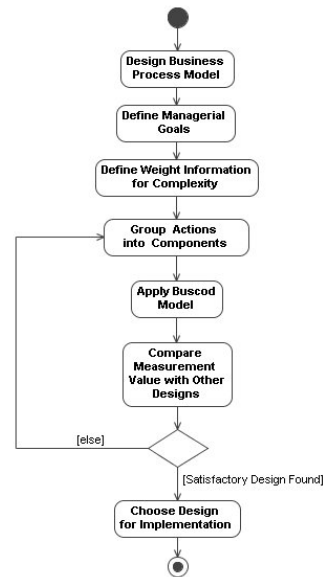 Design Business
Process Model
Define Managerial
Goals
Define Weight Information
for Complexity
Group Actions
into Components
Apply Buscod
Model
Compare
Measurement
Value with Other
Designs
[else]
[Satisfactory Design Found]
Choose Design
for Implementation